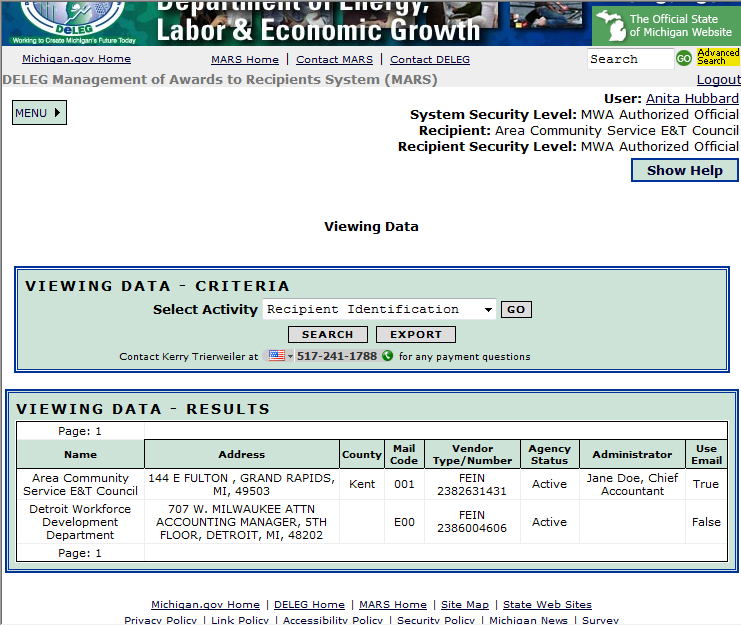 Department of Energy,
Labor & Economic Growth
DELEG
Working to Create Michigan's Future Today
The Official State
of Michigan Website
Michigan.gov Home
MARS Home | Contact MARS | Contact DELEG
Search
GO
Advanced
Search
DELEG Management of Awards to Recipients System (MARS)
Logout
MENU
User: Anita Hubbard
System Security Level: MWA Authorized Official
Recipient: Area Community Service E&T Council
Recipient Security Level: MWA Authorized Official
Show Help
Viewing Data
VIEWING DATA - CRITERIA
Select Activity Recipient Identification GO
SEARCH EXPORT
Contact Kerry Trierweiler at 517-241-1788 for any payment questions
VIEWING DATA - RESULTS
Page: 1
Name Address County Mail Code Vendor Type/Number Agency Status Administrator Use Email
Area Community Service E&T Council 144 E FULTON , GRAND RAPIDS, MI, 49503 Kent 001 FEIN 2382631431 Active Jane Doe, Chief Accountant True
Detroit Workforce Development Department 707 W. MILWAUKEE ATTN ACCOUNTING MANAGER, 5TH FLOOR, DETROIT, MI, 48202 E00 FEIN 2386004606 Active False
Page: 1
Michigan.gov Home | DELEG Home | MARS Home | Site Map | State Web Sites
Privacy Policy | Link Policy | Accessibility Policy | Security Policy | Michigan News | Survey